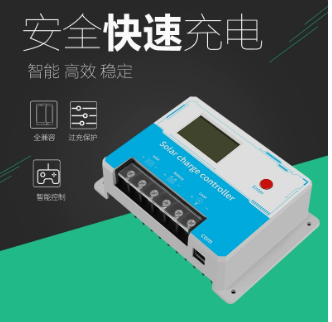 安全快速充电
智能 高效 稳定
全兼容
过充保护
智能控制
Solar charge controller
com